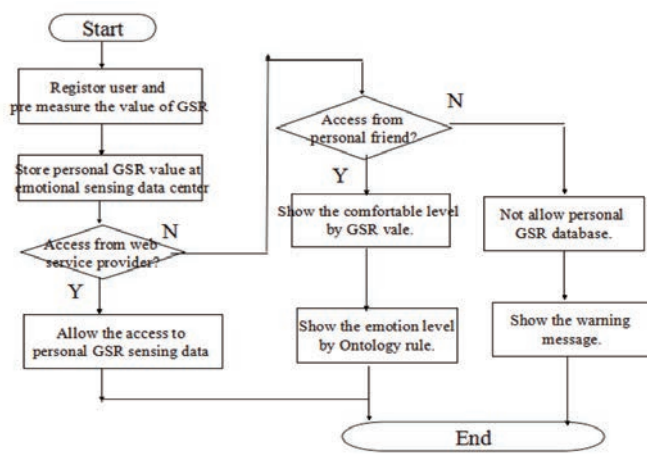 Start
Registor user and
pre measure the value of GSR
Store personal GSR value at
emotional sensing data center
Access from web
service provider?
N
Y
Allow the access to
personal GSR sensing data
Access from
personal friend?
N
Y
Show the comfortable level
by GSR vale.
Show the emotion level
by Ontology rule.
Not allow personal
GSR database.
Show the warning
message.
End